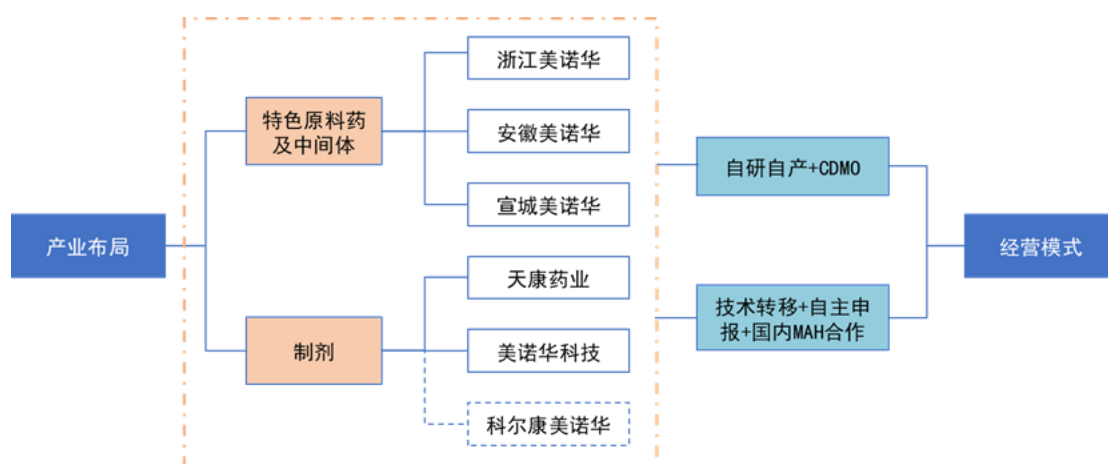 产业布局
特色原料药
及中间体
制剂
浙江美诺华
安徽美诺华
宣城美诺华
天康药业
美诺华科技
科尔康美诺华
自研自产+CDMO
技术转移+自主申
报+国内MAH合作
经营模式